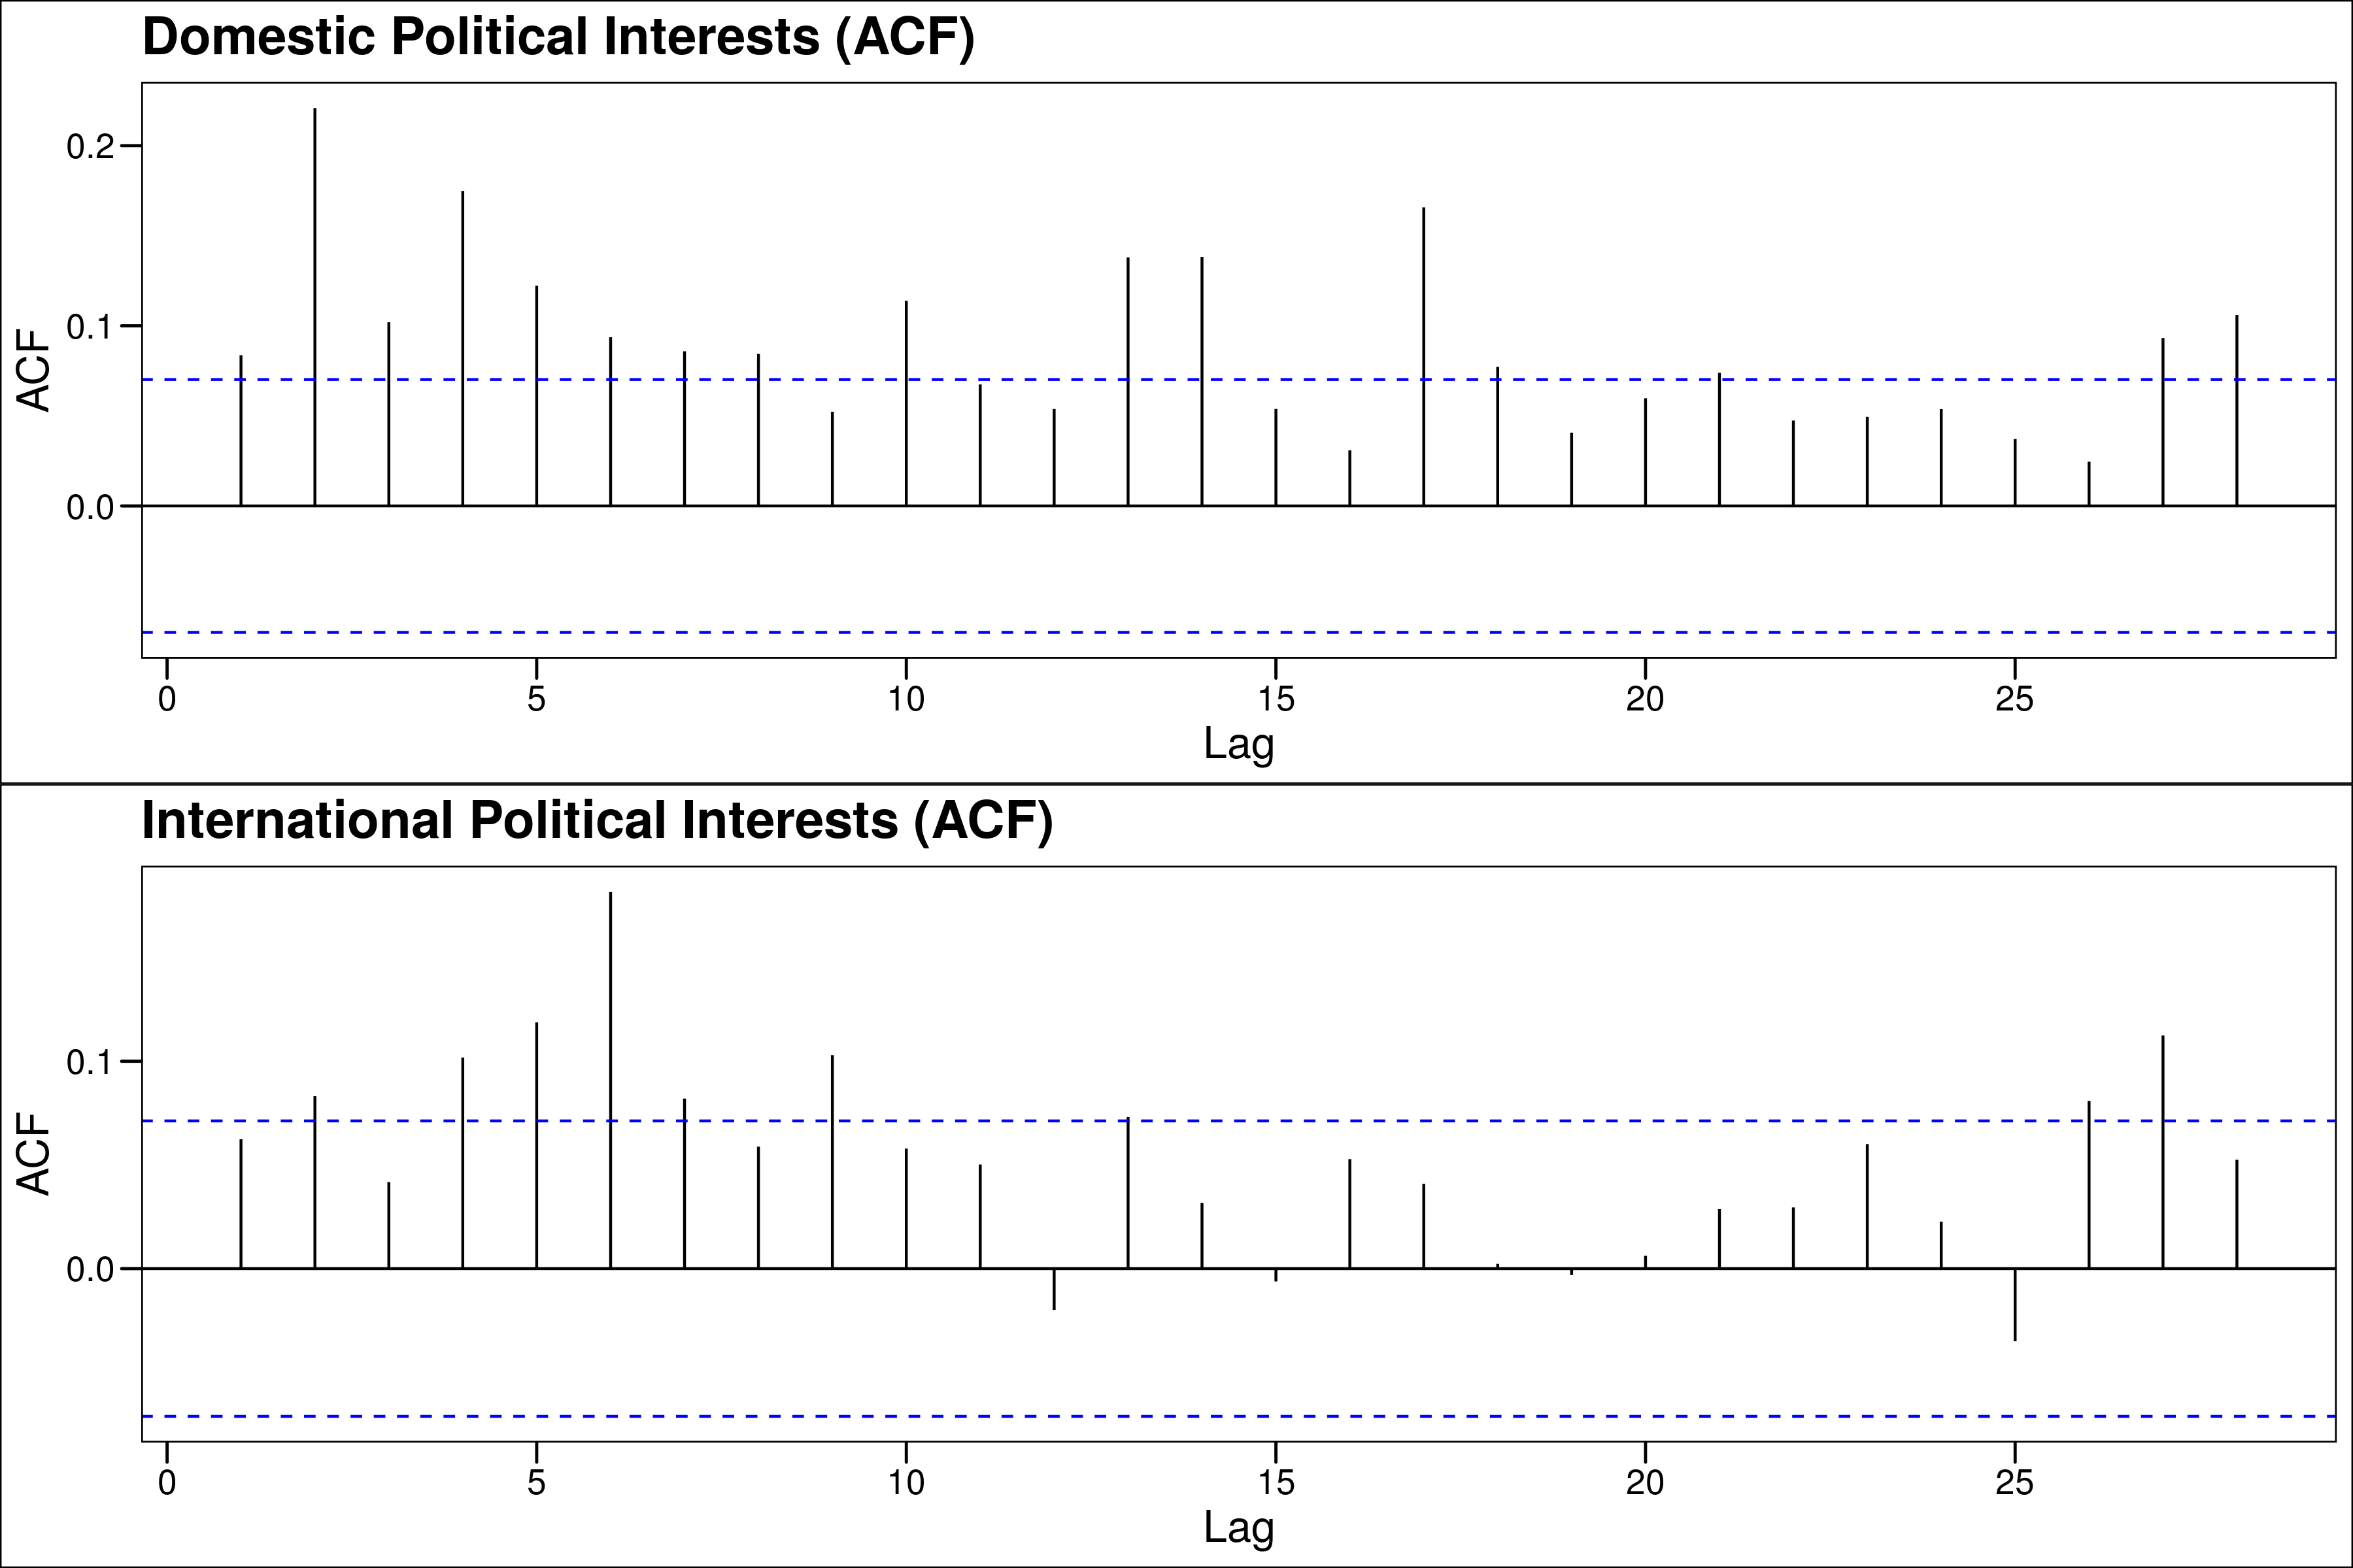 Domestic Political Interests (ACF)
ACF
0.2
0.1
0.0
0 5 10 15 20 25
Lag
International Political Interests (ACF)
ACF
0.1
0.0
0 5 10 15 20 25
Lag